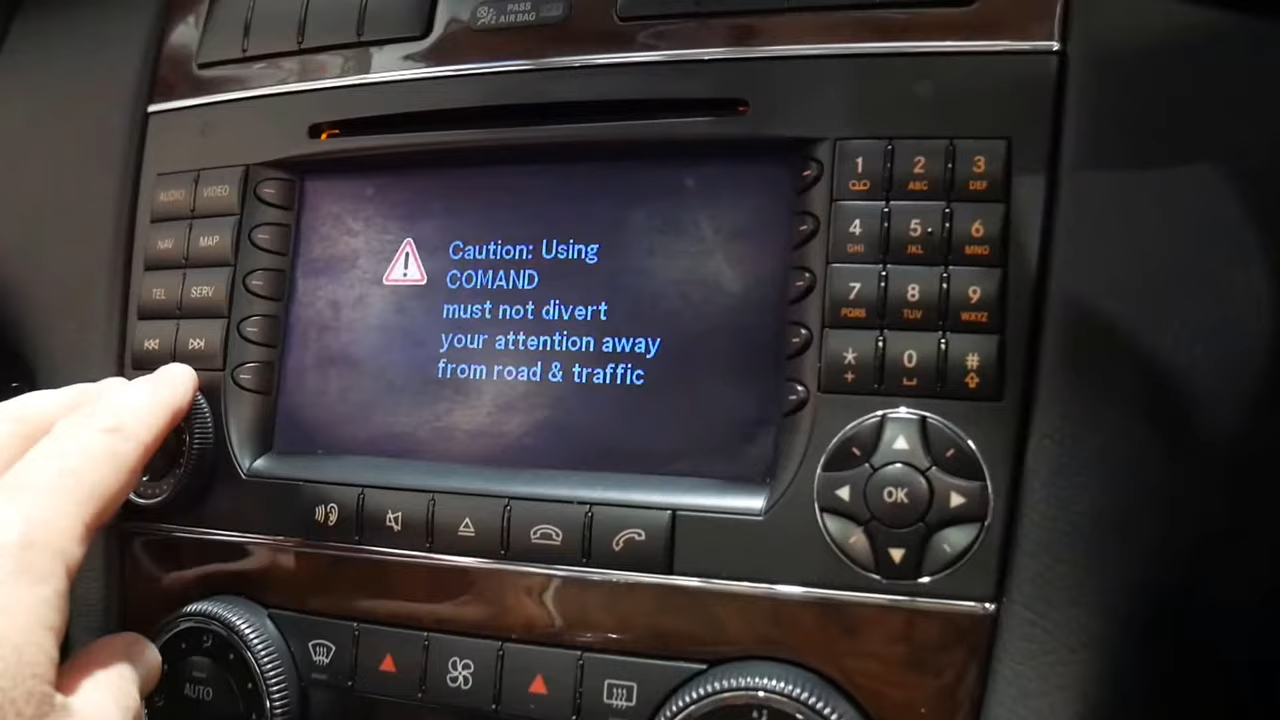 PASS
AIRBAG
AUDIO VIDEO
NAV MAP
TEL SERV
Caution: Using
COMAND
must not divert
your attention away
from road & traffic
1 2 3
ABC DEF
4 5 6
GHI JKL MNO
7 8 9
PQRS TUV WXYZ
* 0 #
+
OK
AUTO